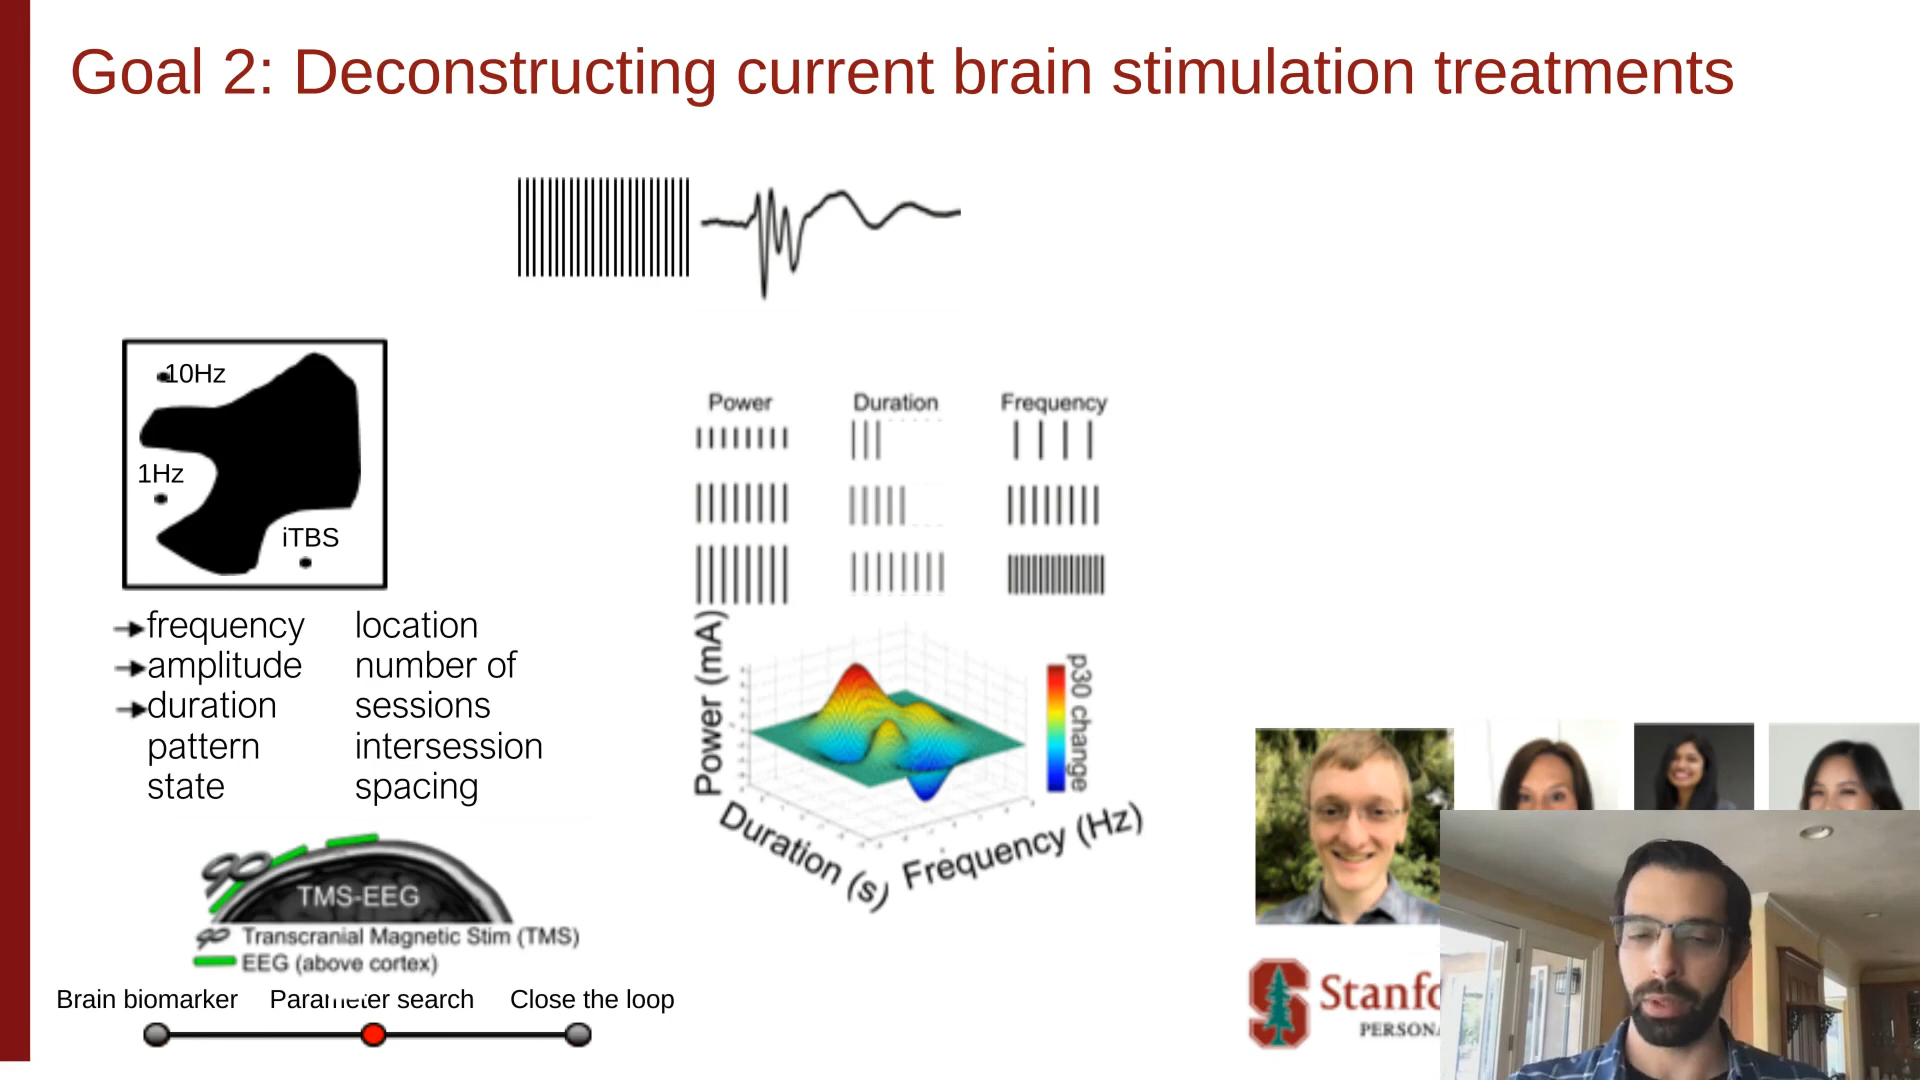 Goal 2: Deconstructing current brain stimulation treatments
10Hz
1Hz
iTBS
frequency
amplitude
duration
pattern
state
location
number of
sessions
intersession
spacing
TMS-EEG
Transcranial Magnetic Stim (TMS)
EEG (above cortex)
Brain biomarker
Parameter search
Close the loop
Power
Duration
Frequency
Power (mA)
Duration (s)
Frequency (Hz)
p30 change